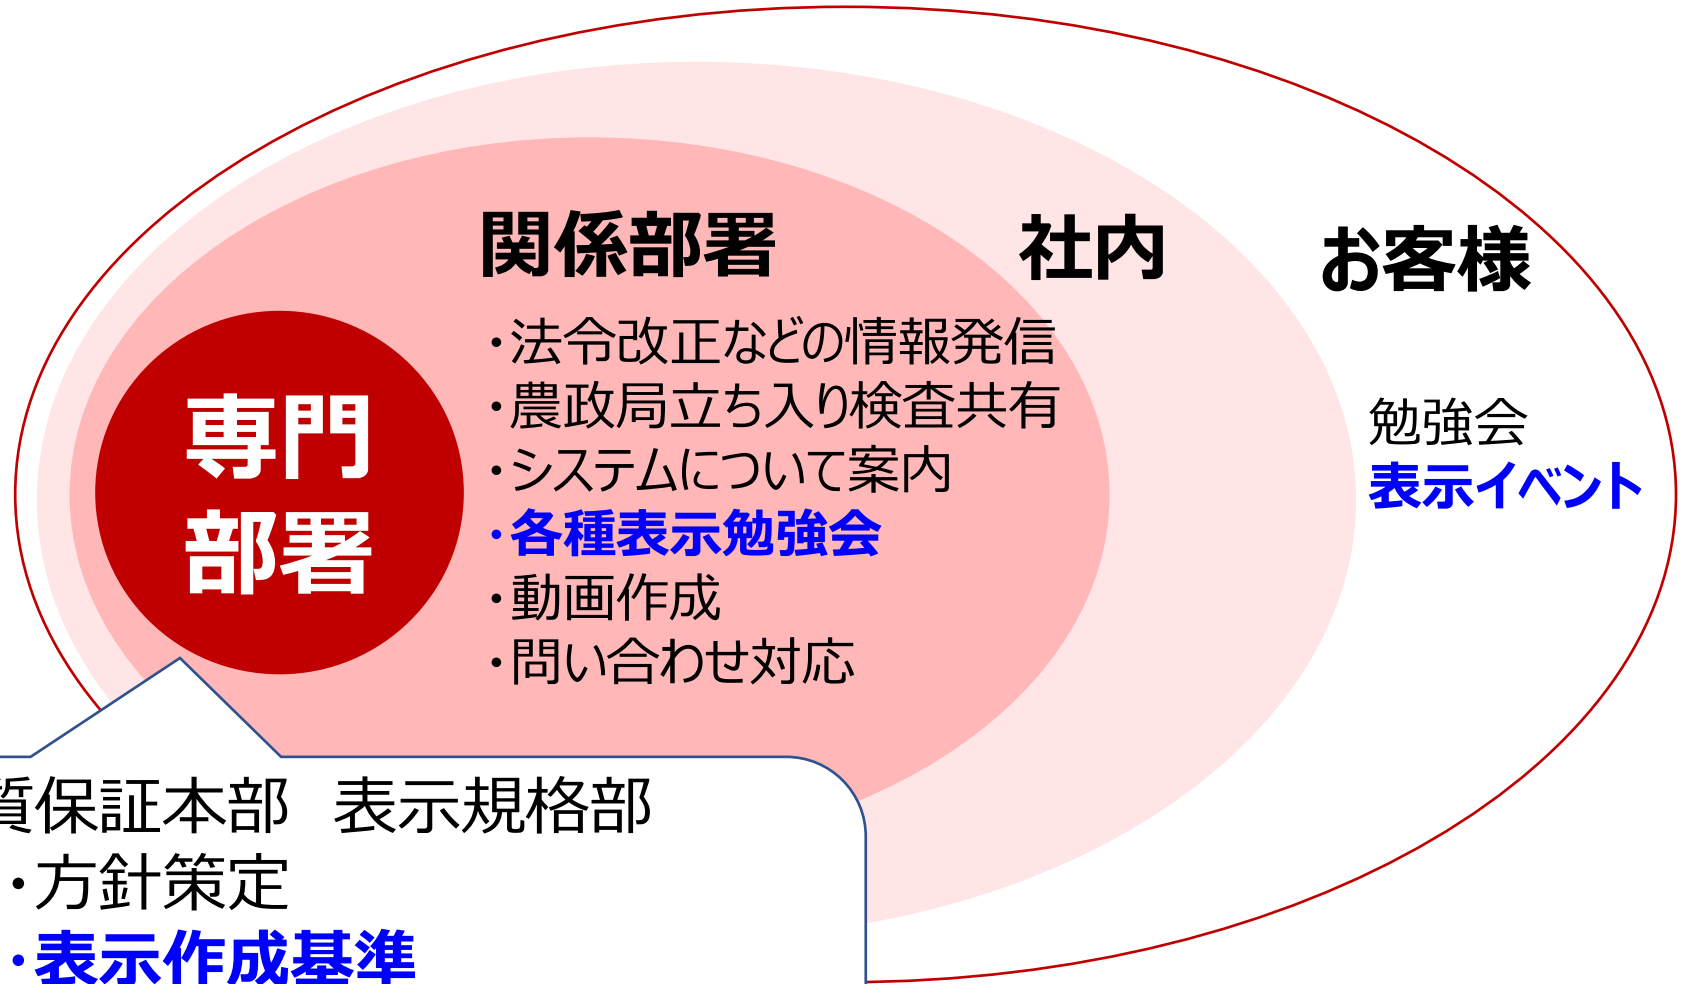 関係部署
社内
お客様
専門
部署
・法令改正などの情報発信
・農政局立ち入り検査共有
・システムについて案内
・各種表示勉強会
・動画作成
・問い合わせ対応
勉強会
表示イベント
質保証本部　表示規格部
・方針策定
・表示作成基準